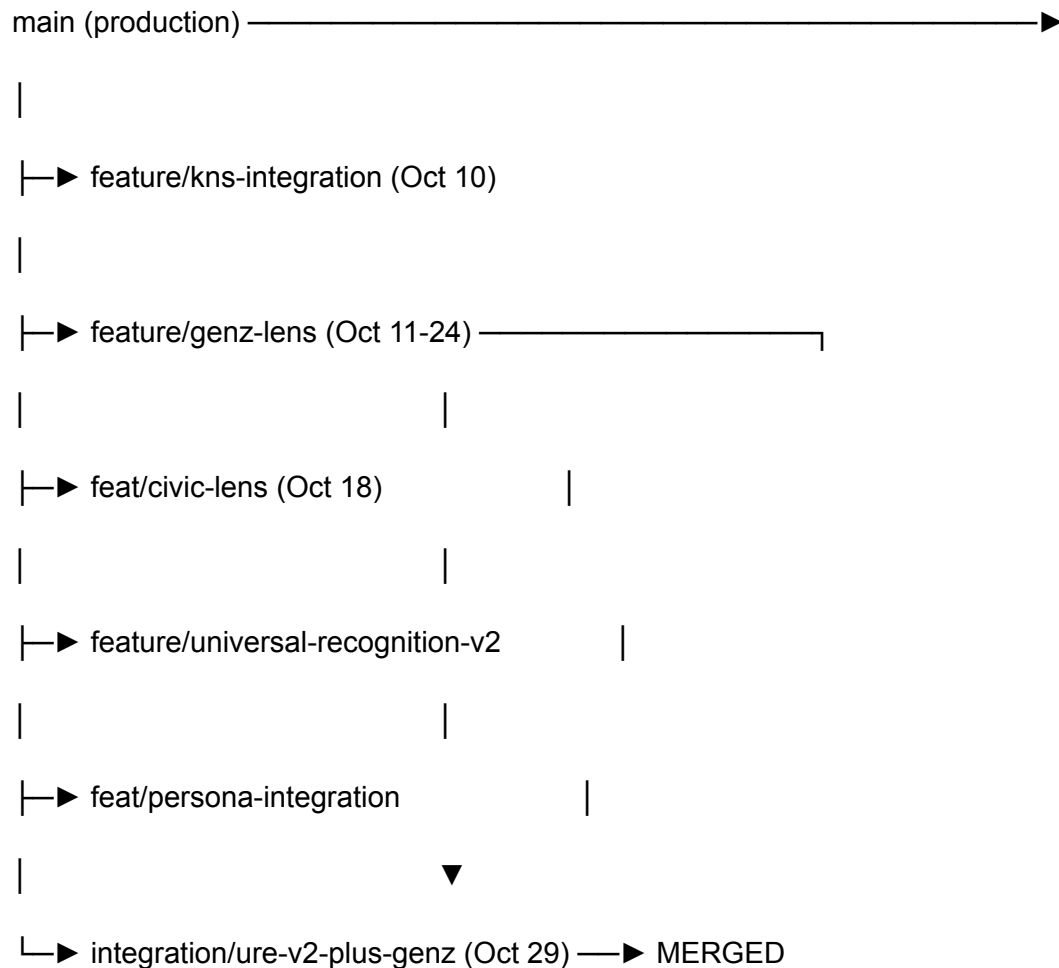 main (production) ─────────────────────────────────────►
│
├─► feature/kns-integration (Oct 10)
│
├─► feature/genz-lens (Oct 11-24) ────────────────┐
│ │
├─► feat/civic-lens (Oct 18) │
│ │
├─► feature/universal-recognition-v2 │
│ │
├─► feat/persona-integration │
│ ▼
└─► integration/ure-v2-plus-genz (Oct 29) ──► MERGED